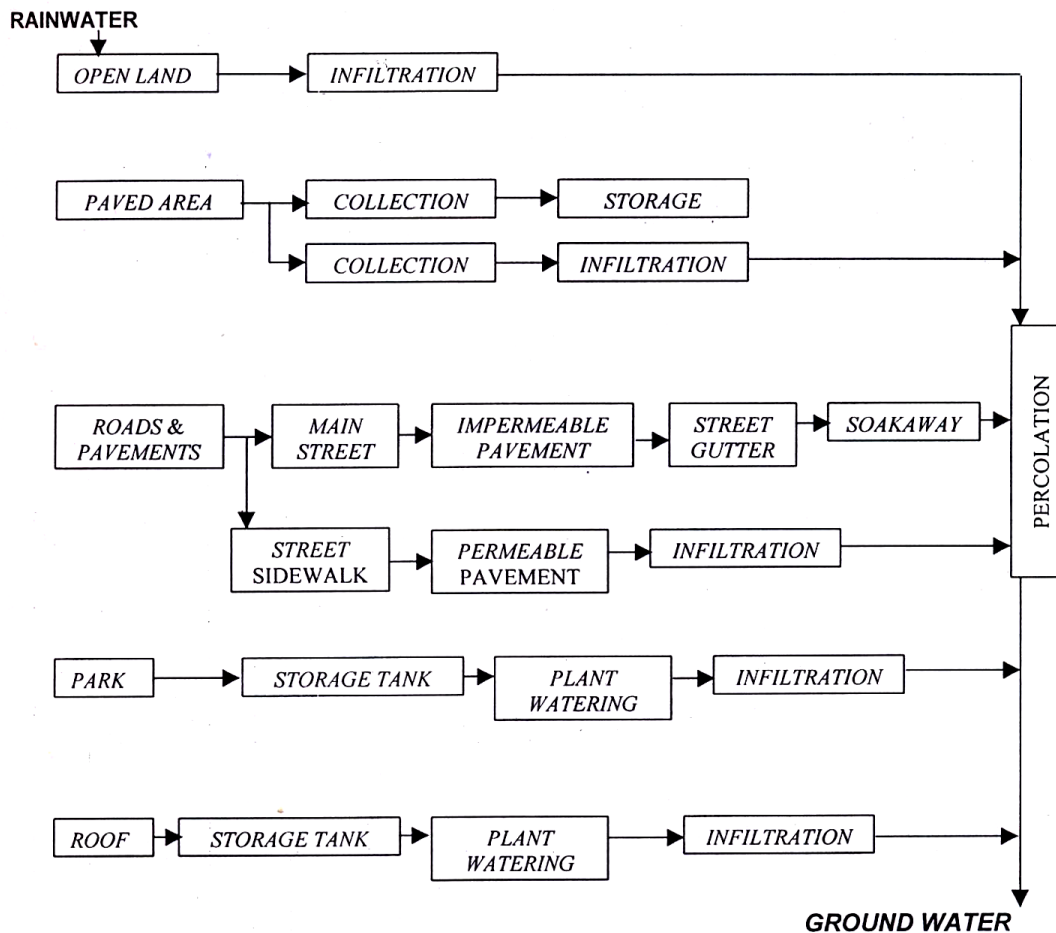 RAINWATER
OPEN LAND
INFILTRATION
PAVED AREA
COLLECTION
STORAGE
COLLECTION
INFILTRATION
ROADS &
PAVEMENTS
MAIN
STREET
IMPERMEABLE
PAVEMENT
STREET
GUTTER
SOAKAWAY
PERCOLATION
STREET
SIDEWALK
PERMEABLE
PAVEMENT
INFILTRATION
PARK
STORAGE TANK
PLANT
WATERING
INFILTRATION
ROOF
STORAGE TANK
PLANT
WATERING
INFILTRATION
GROUND WATER